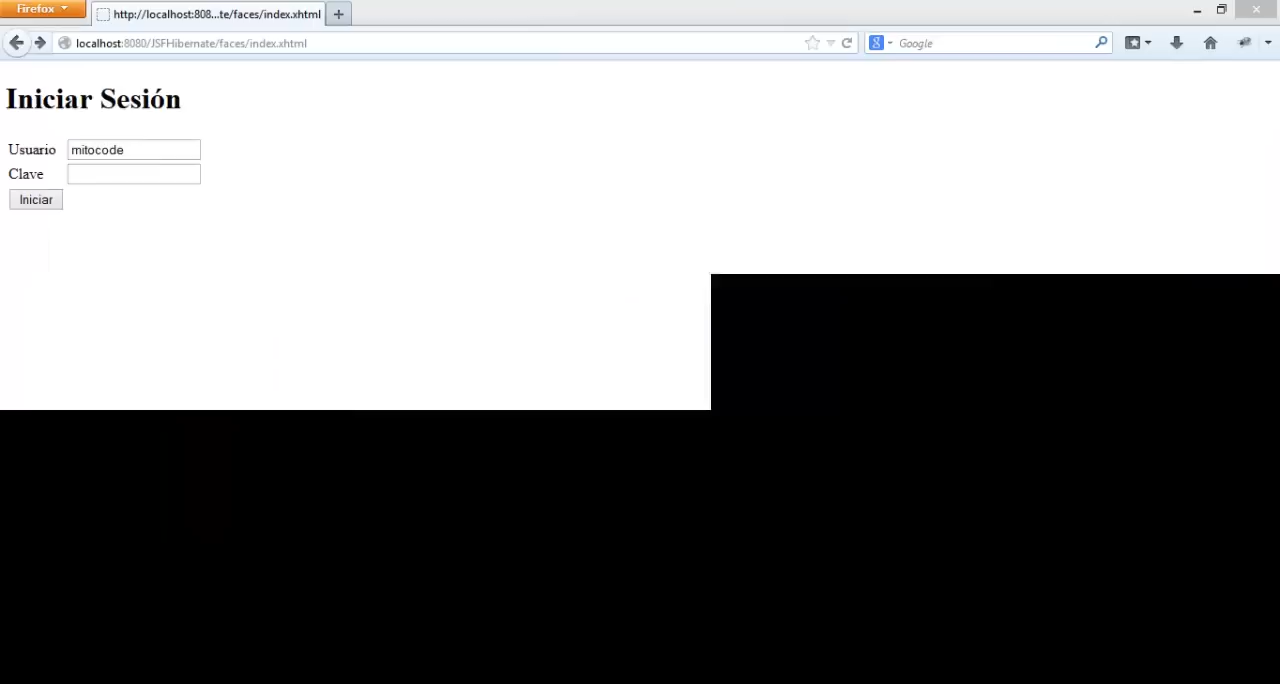 Firefox
http://localhost:808...te/faces/index.xhtml
localhost:8080/JSFHibernate/faces/index.xhtml
Google
Iniciar Sesión
Usuario mitocode
Clave
Iniciar